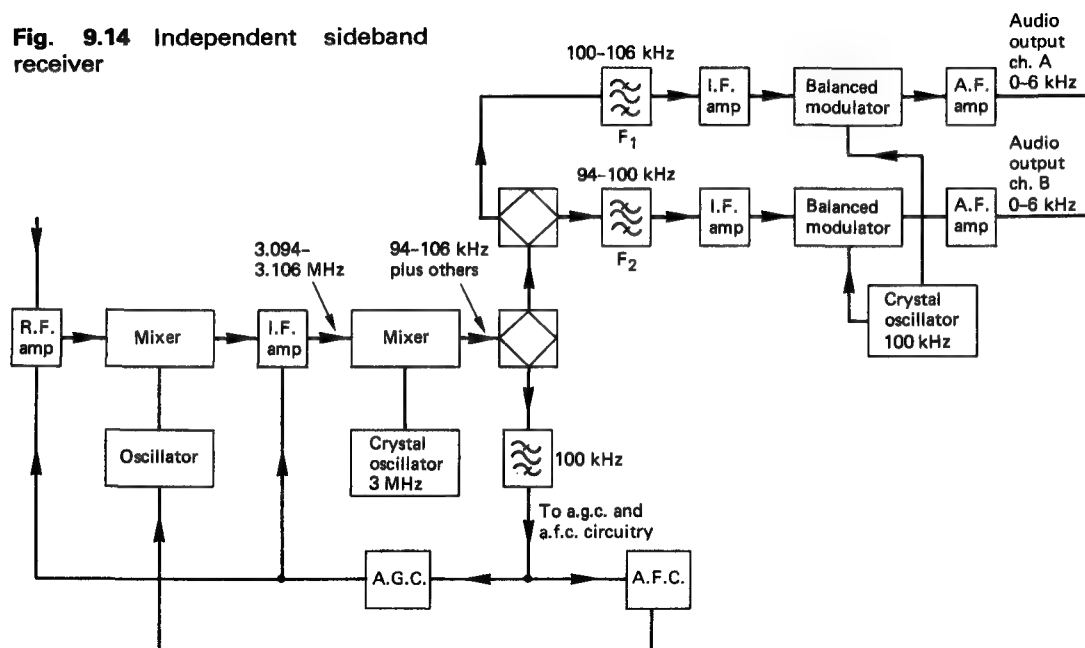 Fig. 9.14 Independent sideband
receiver
100–106 kHz
F1
I.F.
amp
Balanced
modulator
A.F.
amp
Audio
output
ch. A
0–6 kHz
94–100 kHz
F2
I.F.
amp
Balanced
modulator
A.F.
amp
Audio
output
ch. B
0–6 kHz
Crystal
oscillator
100 kHz
R.F.
amp
Mixer
I.F.
amp
3.094–
3.106 MHz
Mixer
94–106 kHz
plus others
Oscillator
Crystal
oscillator
3 MHz
100 kHz
To a.g.c. and
a.f.c. circuitry
A.G.C.
A.F.C.